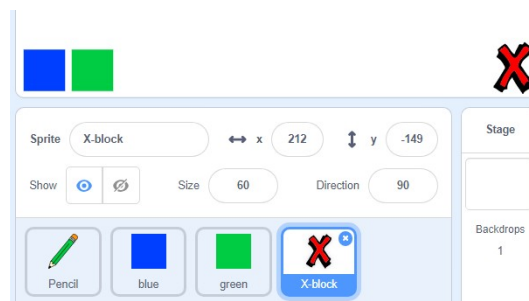 Sprite X-block x 212 y -149 Stage
Show Size 60 Direction 90
Backdrops
1
Pencil blue green X-block